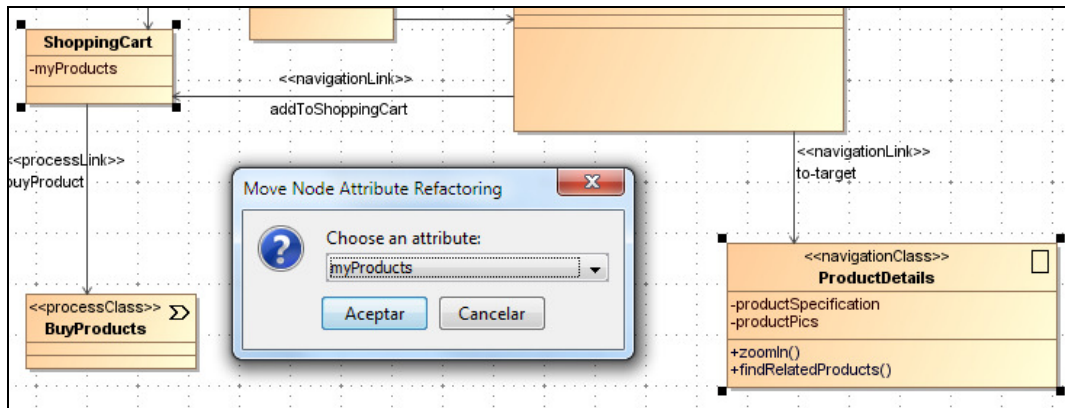 ShoppingCart
-myProducts
<<navigationLink>>
addToShoppingCart
<<processLink>>
buyProduct
<<navigationLink>>
to-target
Move Node Attribute Refactoring
Choose an attribute:
myProducts
Aceptar
Cancelar
<<processClass>>
BuyProducts
<<navigationClass>>
ProductDetails
-productSpecification
-productPics
+zoomIn()
+findRelatedProducts()